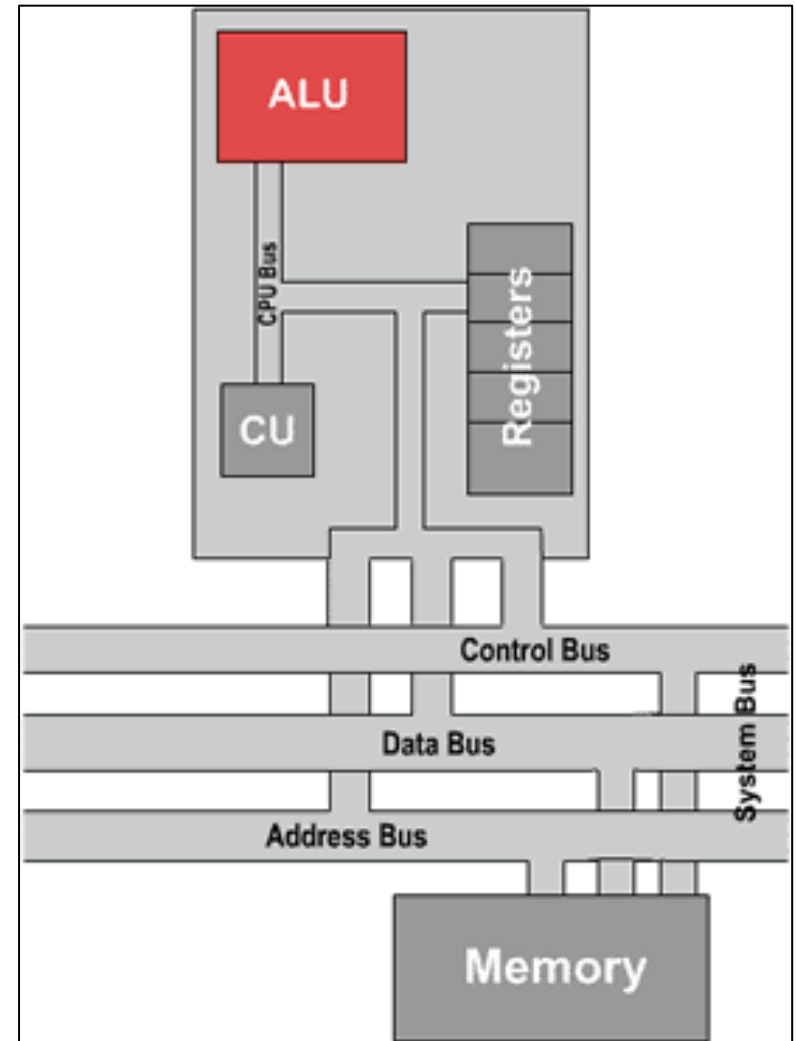 ALU
CPU Bus
Registers
CU
Control Bus
Data Bus
System Bus
Address Bus
Memory